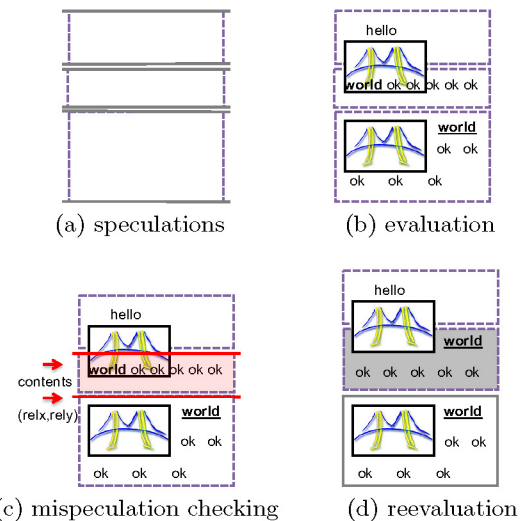 hello
world ok ok ok ok ok
world
ok ok
ok ok ok
(a) speculations
(b) evaluation
hello
world ok ok ok ok ok
contents
(relx,rely)
world
ok ok
ok ok ok
hello
world
ok ok ok ok ok
world
ok ok
ok ok ok
(c) mispeculation checking
(d) reevaluation